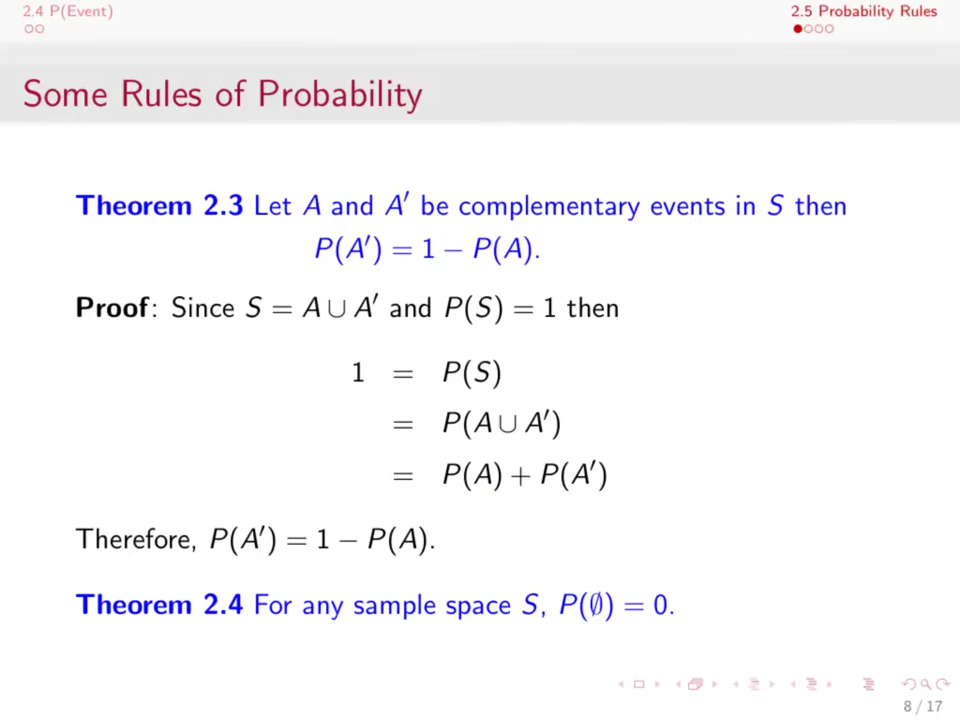 2.4 P(Event)
2.5 Probability Rules
Some Rules of Probability
Theorem 2.3 Let A and A′ be complementary events in S then
P(A′) = 1 − P(A).
Proof: Since S = A ∪ A′ and P(S) = 1 then
1 = P(S)
= P(A ∪ A′)
= P(A) + P(A′)
Therefore, P(A′) = 1 − P(A).
Theorem 2.4 For any sample space S, P(∅) = 0.
8 / 17